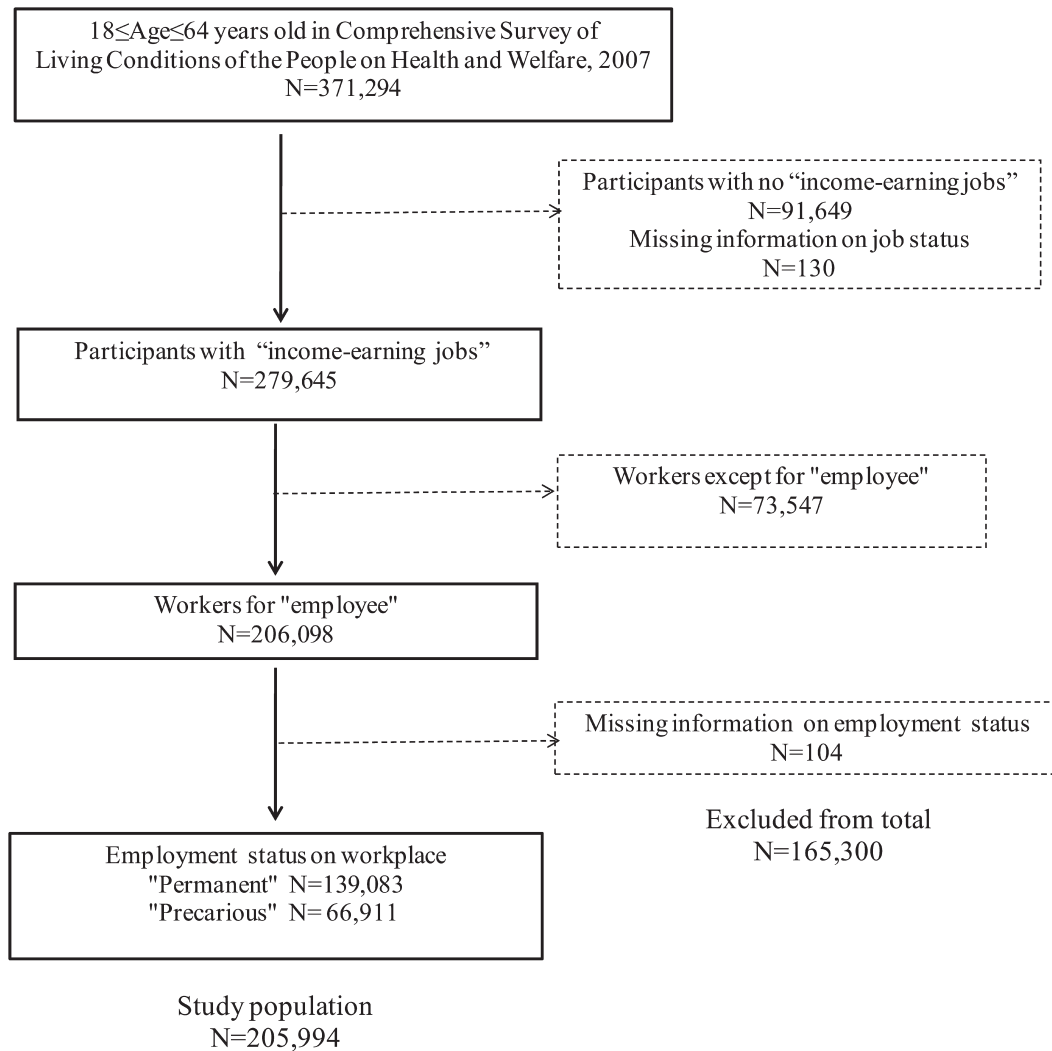 18≤Age≤64 years old in Comprehensive Survey of
Living Conditions of the People on Health and Welfare, 2007
N=371,294
Participants with no “income-earning jobs”
N=91,649
Missing information on job status
N=130
Participants with “income-earning jobs”
N=279,645
Workers except for "employee"
N=73,547
Workers for "employee"
N=206,098
Missing information on employment status
N=104
Excluded from total
N=165,300
Employment status on workplace
"Permanent" N=139,083
"Precarious" N= 66,911
Study population
N=205,994